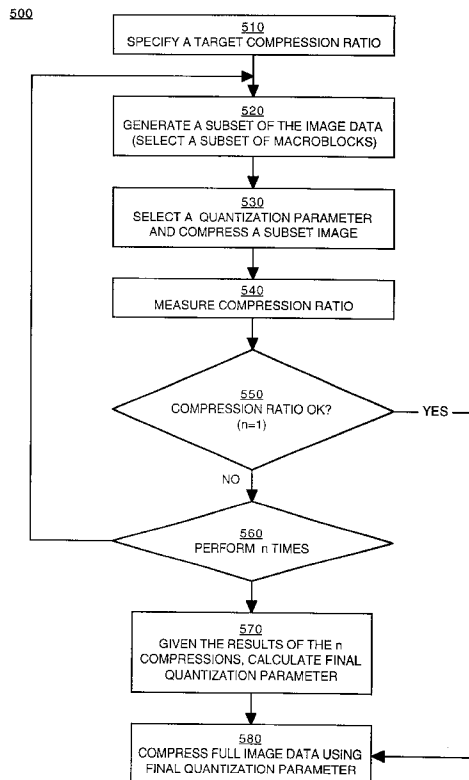 500
510
SPECIFY A TARGET COMPRESSION RATIO
520
GENERATE A SUBSET OF THE IMAGE DATA
(SELECT A SUBSET OF MACROBLOCKS)
530
SELECT A QUANTIZATION PARAMETER
AND COMPRESS A SUBSET IMAGE
540
MEASURE COMPRESSION RATIO
550
COMPRESSION RATIO OK?
(n=1)
YES
NO
560
PERFORM n TIMES
570
GIVEN THE RESULTS OF THE n
COMPRESSIONS, CALCULATE FINAL
QUANTIZATION PARAMETER
580
COMPRESS FULL IMAGE DATA USING
FINAL QUANTIZATION PARAMETER